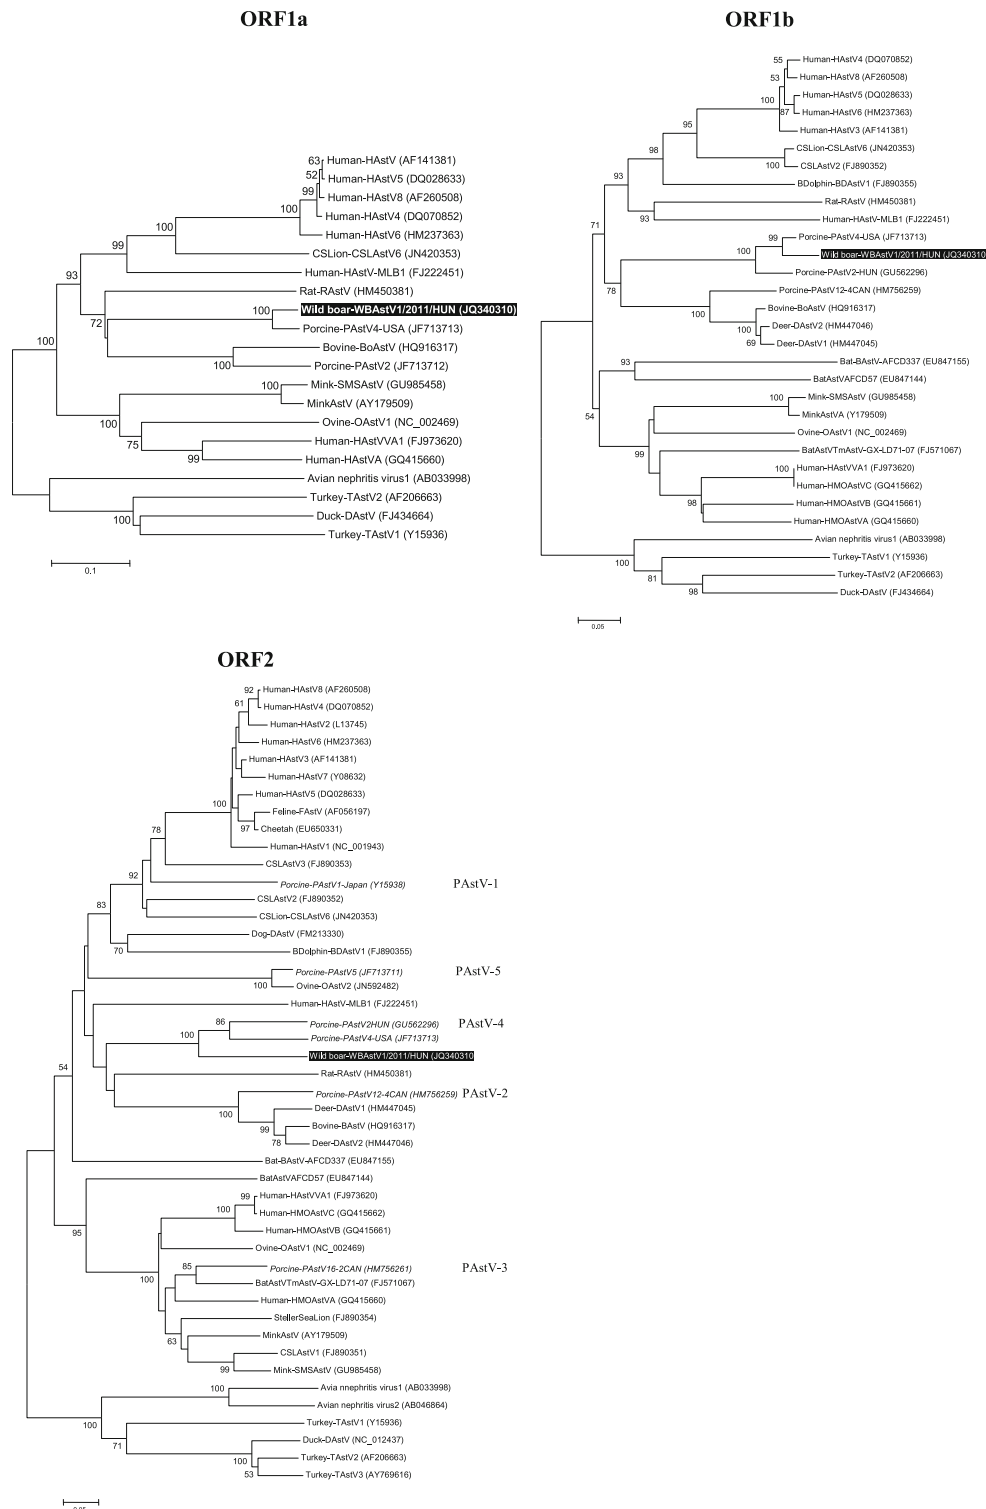 ORF1a
63
Human-HAstV (AF141381)
52
Human-HAstV5 (DQ028633)
99
Human-HAstV8 (AF260508)
100
Human-HAstV4 (DQ070852)
Human-HAstV6 (HM237363)
100
CSLion-CSLAstV6 (JN420353)
99
Human-HAstV-MLB1 (FJ222451)
93
Rat-RAstV (HM450381)
100
Wild boar-WBAstV1/2011/HUN (JQ340310)
72
Porcine-PAstV4-USA (JF713713)
Bovine-BoAstV (HQ916317)
100
100
Porcine-PAstV2 (JF713712)
100
Mink-SMSAstV (GU985458)
MinkAstV (AY179509)
100
Ovine-OAstV1 (NC_002469)
75
Human-HAstVVA1 (FJ973620)
99
Human-HAstVA (GQ415660)
Avian nephritis virus1 (AB033998)
Turkey-TAstV2 (AF206663)
100
Duck-DAstV (FJ434664)
Turkey-TAstV1 (Y15936)
0.1
ORF1b
55
Human-HAstV4 (DQ070852)
53
Human-HAstV8 (AF260508)
Human-HAstV5 (DQ028633)
100
87
Human-HAstV6 (HM237363)
95
Human-HAstV3 (AF141381)
98
CSLion-CSLAstV6 (JN420353)
100
CSLAstV2 (FJ890352)
93
BDolphin-BDAstV1 (FJ890355)
Rat-RAstV (HM450381)
93
Human-HAstV-MLB1 (FJ222451)
71
99
Porcine-PAstV4-USA (JF713713)
100
Wild boar-WBAstV1/2011/HUN (JQ340310
Porcine-PAstV2-HUN (GU562296)
78
Porcine-PAstV12-4CAN (HM756259)
100
Bovine-BoAstV (HQ916317)
100
Deer-DAstV2 (HM447046)
69
Deer-DAstV1 (HM447045)
93
Bat-BAstV-AFCD337 (EU847155)
BatAstVAFCD57 (EU847144)
54
Mink-SMSAstV (GU985458)
100
MinkAstVA (Y179509)
Ovine-OAstV1 (NC_002469)
99
BatAstVTmAstV-GX-LD71-07 (FJ571067)
100
Human-HAstVVA1 (FJ973620)
Human-HMOAstVC (GQ415662)
98
Human-HMOAstVB (GQ415661)
Human-HMOAstVA (GQ415660)
Avian nephritis virus1 (AB033998)
100
Turkey-TAstV1 (Y15936)
81
Turkey-TAstV2 (AF206663)
98
Duck-DAstV (FJ434664)
0.05
ORF2
92
Human-HAstV8 (AF260508)
61
Human-HAstV4 (DQ070852)
Human-HAstV2 (L13745)
Human-HAstV6 (HM237363)
Human-HAstV3 (AF141381)
Human-HAstV7 (Y08632)
Human-HAstV5 (DQ028633)
100
Feline-FAstV (AF056197)
97
Cheetah (EU650331)
78
Human-HAstV1 (NC_001943)
CSLAstV3 (FJ890353)
92
Porcine-PAstV1-Japan (Y15938) PAstV-1
CSLAstV2 (FJ890352)
83
CSLion-CSLAstV6 (JN420353)
Dog-DAstV (FM213330)
70
BDolphin-BDAstV1 (FJ890355)
Porcine-PAstV5 (JF713711) PAstV-5
100
Ovine-OAstV2 (JN592482)
Human-HAstV-MLB1 (FJ222451)
86
Porcine-PAstV2HUN (GU562296) PAstV-4
100
Porcine-PAstV4-USA (JF713713)
Wild boar-WBAstV1/2011/HUN (JQ340310
54
Rat-RAstV (HM450381)
Porcine-PAstV12-4CAN (HM756259) PAstV-2
100
Deer-DAstV1 (HM447045)
99
Bovine-BAstV (HQ916317)
78
Deer-DAstV2 (HM447046)
Bat-BAstV-AFCD337 (EU847155)
BatAstVAFCD57 (EU847144)
99
Human-HAstVVA1 (FJ973620)
100
Human-HMOAstVC (GQ415662)
95
Human-HMOAstVB (GQ415661)
Ovine-OAstV1 (NC_002469)
85
Porcine-PAstV16-2CAN (HM756261) PAstV-3
100
BatAstVTmAstV-GX-LD71-07 (FJ571067)
Human-HMOAstVA (GQ415660)
StellerSeaLion (FJ890354)
63
MinkAstV (AY179509)
CSLAstV1 (FJ890351)
99
Mink-SMSAstV (GU985458)
100
Avia nnephritis virus1 (AB033998)
Avian nephritis virus2 (AB046864)
100
Turkey-TAstV1 (Y15936)
71
Duck-DAstV (NC_012437)
100
Turkey-TAstV2 (AF206663)
53
Turkey-TAstV3 (AY769616)
0.05